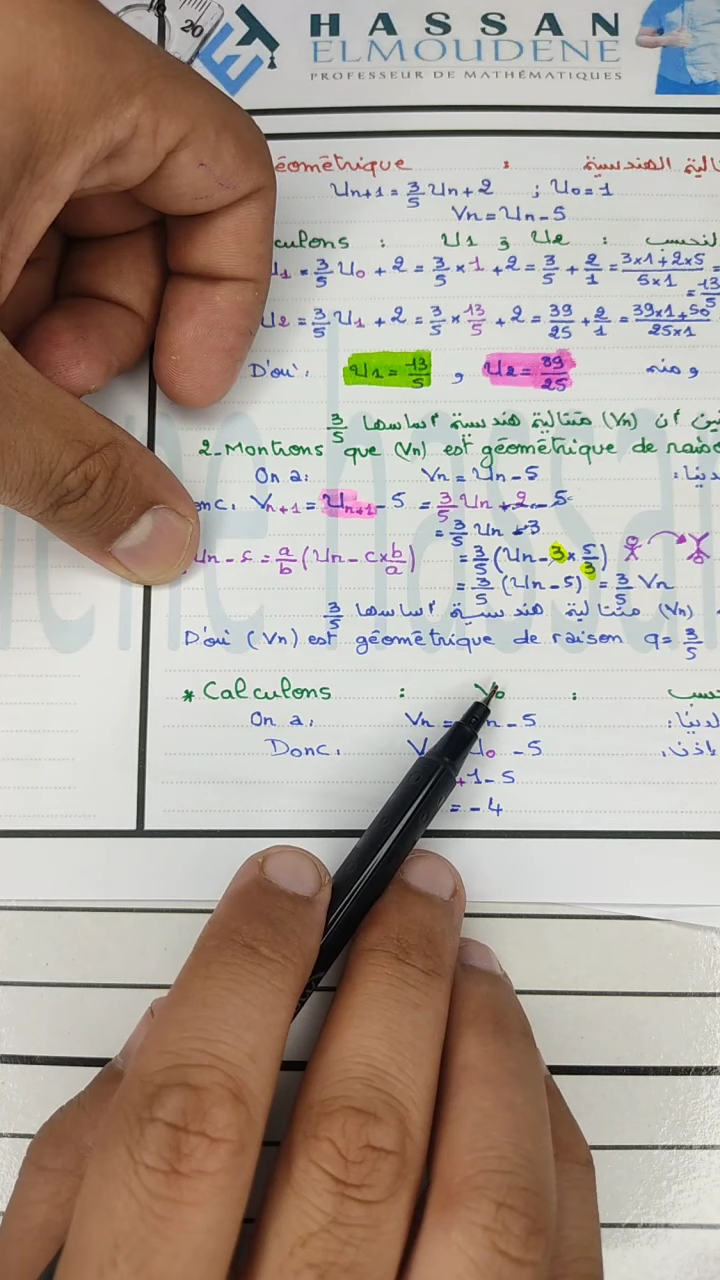 20
HASSAN
ELMOUDENE
PROFESSEUR DE MATHÉMATIQUES
éométrique : الهندسية
Un+1 = 3/5 Un + 2 ; U0 = 1
Vn = Un - 5
culons : U1 و U2 : لنحسب
U1 = 3/5 U0 + 2 = 3/5 × 1 + 2 = 3/5 + 2/1 = (3×1+2×5)/(5×1) = 13/5
U2 = 3/5 U1 + 2 = 3/5 × 13/5 + 2 = 39/25 + 2/1 = (39×1+50)/(25×1)
D'où : U1 = 13/5 , U2 = 89/25 ومنه
ين أن (Vn) متتالية هندسية أساسها 3/5
2-Montrons que (Vn) est géométrique de raiso
On a : Vn = Un - 5 دينا :
onc : Vn+1 = Un+1 - 5 = 3/5 Un + 2 - 5
= 3/5 Un - 3
Un - c = a/b (Un - c × b/a) = 3/5 (Un - 3 × 5/3)
= 3/5 (Un - 5) = 3/5 Vn
(Vn) متتالية هندسية أساسها 3/5
D'où (Vn) est géométrique de raison q = 3/5
* Calculons : V0 : حسب
On a : Vn = Un - 5 لدينا :
Donc : V U0 - 5 إذن :
1 - 5
= - 4